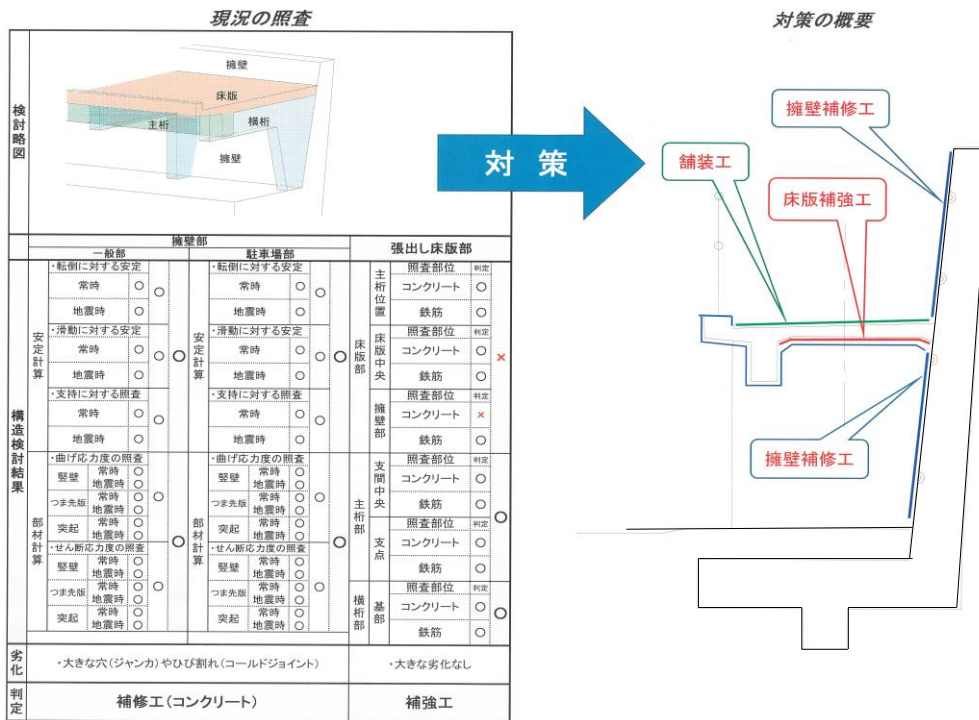 現況の照査
対策の概要
検討略図
擁壁
床版
主桁
横桁
擁壁
対 策
擁壁補修工
舗装工
床版補強工
擁壁補修工
構造検討結果
擁壁部
張出し床版部
一般部
駐車場部
安定計算
・転倒に対する安定
常時 ○
地震時 ○
○
・滑動に対する安定
常時 ○
地震時 ○
○
・支持に対する照査
常時 ○
地震時 ○
○
○
部材計算
・曲げ応力度の照査
竪壁 常時 ○
地震時 ○
つま先版 常時 ○
地震時 ○
突起 常時 ○
地震時 ○
○
・せん断応力度の照査
竪壁 常時 ○
地震時 ○
つま先版 常時 ○
地震時 ○
突起 常時 ○
地震時 ○
○
○
安定計算
・転倒に対する安定
常時 ○
地震時 ○
○
・滑動に対する安定
常時 ○
地震時 ○
○
・支持に対する照査
常時 ○
地震時 ○
○
○
部材計算
・曲げ応力度の照査
竪壁 常時 ○
地震時 ○
つま先版 常時 ○
地震時 ○
突起 常時 ○
地震時 ○
○
・せん断応力度の照査
竪壁 常時 ○
地震時 ○
つま先版 常時 ○
地震時 ○
突起 常時 ○
地震時 ○
○
○
床版部
主桁位置
照査部位 判定
コンクリート ○
鉄筋 ○
床版中央
照査部位 判定
コンクリート ○
鉄筋 ○
擁壁部
照査部位 判定
コンクリート ×
鉄筋 ○
×
主桁部
支間中央
照査部位 判定
コンクリート ○
鉄筋 ○
支点
照査部位 判定
コンクリート ○
鉄筋 ○
○
横桁部
基部
照査部位 判定
コンクリート ○
鉄筋 ○
○
劣化
・大きな穴(ジャンカ)やひび割れ(コールドジョイント)
・大きな劣化なし
判定
補修工(コンクリート)
補強工